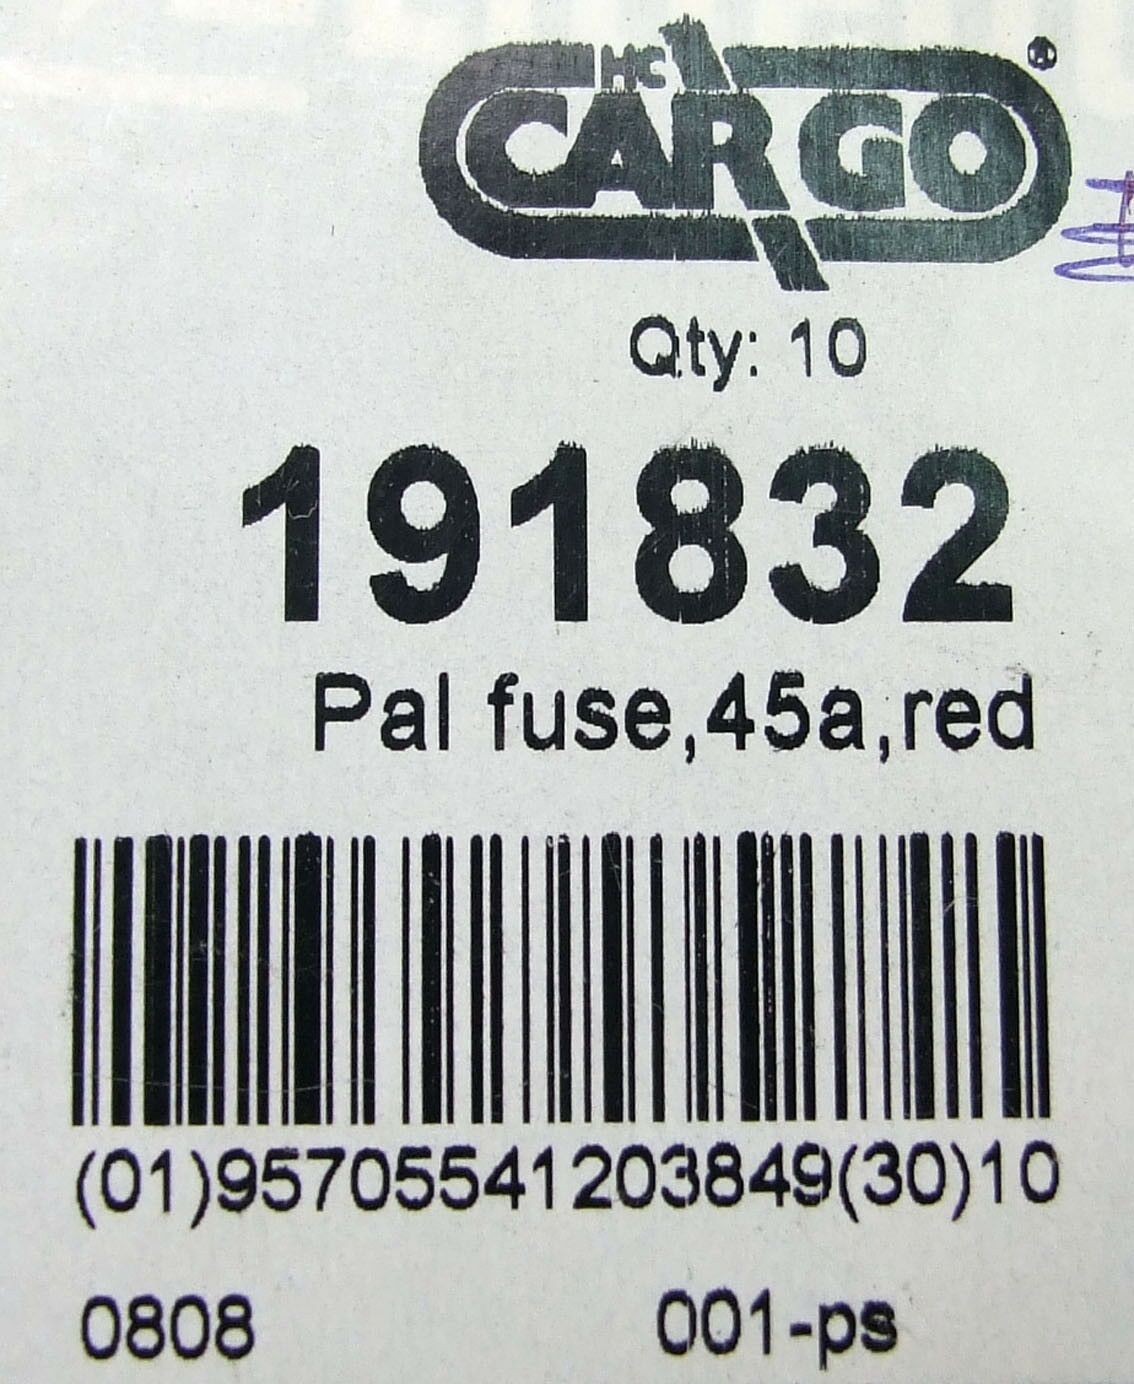 HC
CARGO®
Qty: 10
191832
Pal fuse,45a,red
(01)95705541203849(30)10
0808 001-ps